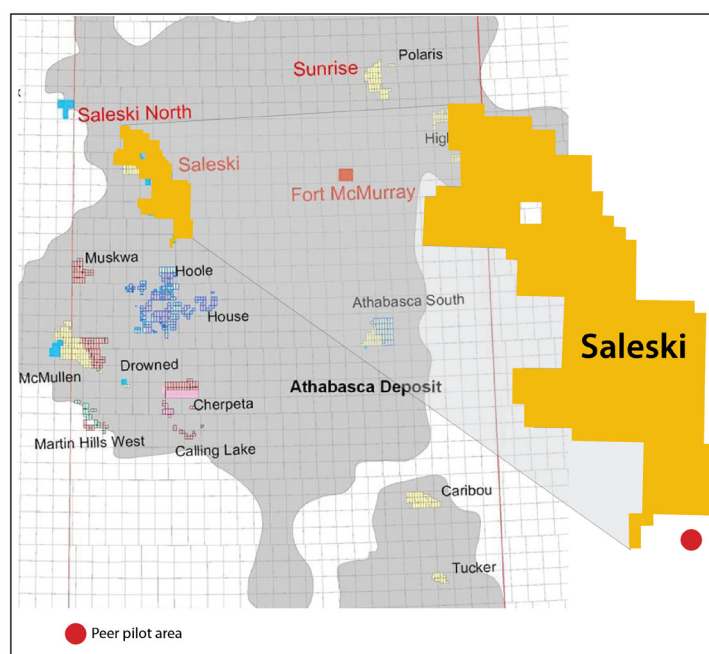 Polaris
Sunrise
Saleski North
High
Saleski
Fort McMurray
Muskwa
Hoole
House
Athabasca South
Saleski
McMullen
Drowned
Athabasca Deposit
Cherpeta
Martin Hills West
Calling Lake
Caribou
Tucker
Peer pilot area